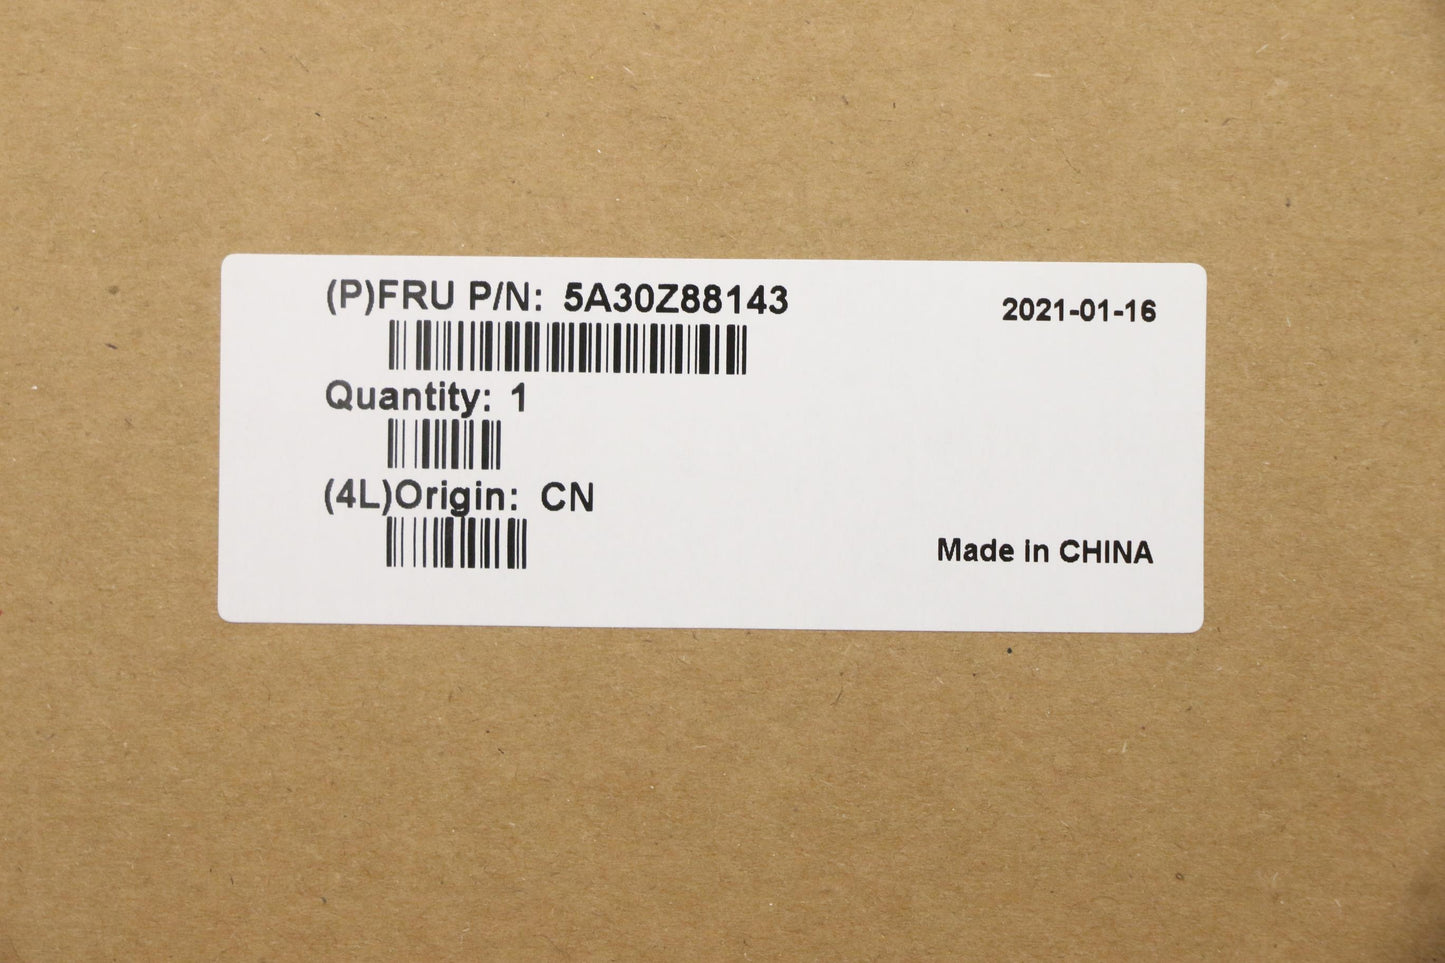 (P)FRU P/N: 5A30Z88143
2021-01-16
Quantity: 1
(4L)Origin: CN
Made in CHINA